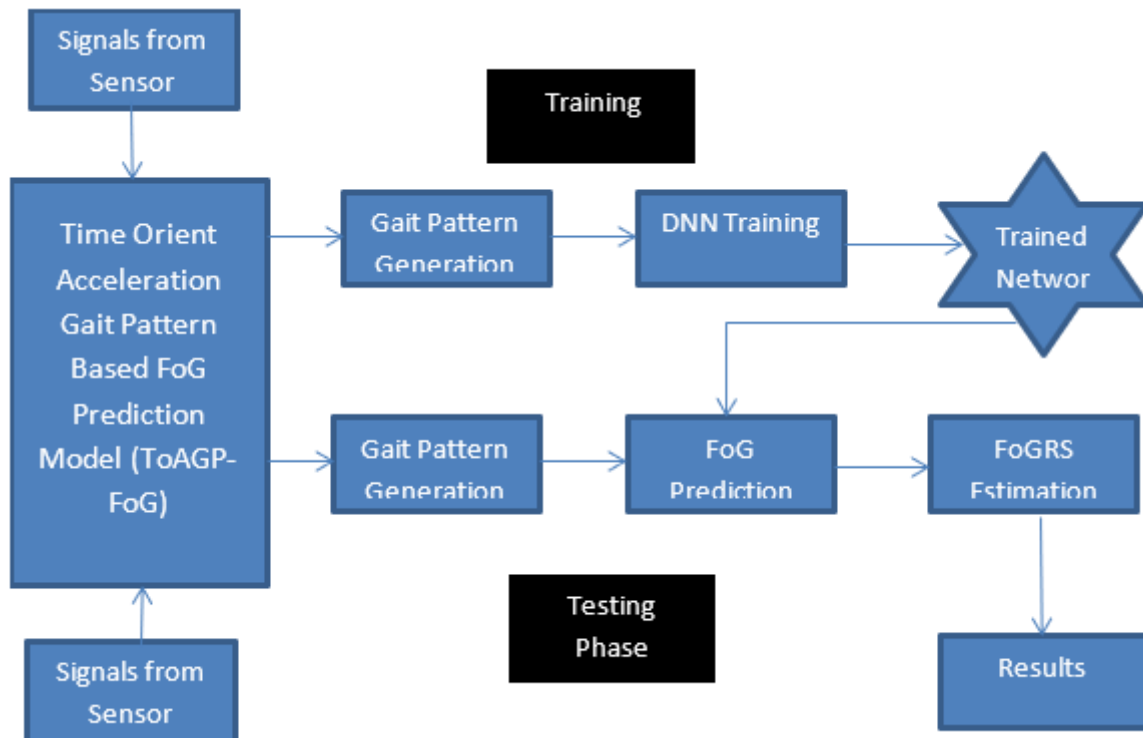 Signals from
Sensor
Training
Time Orient
Acceleration
Gait Pattern
Based FoG
Prediction
Model (ToAGP-
FoG)
Gait Pattern
Generation
DNN Training
Trained
Networ
Gait Pattern
Generation
FoG
Prediction
FoGRS
Estimation
Testing
Phase
Signals from
Sensor
Results